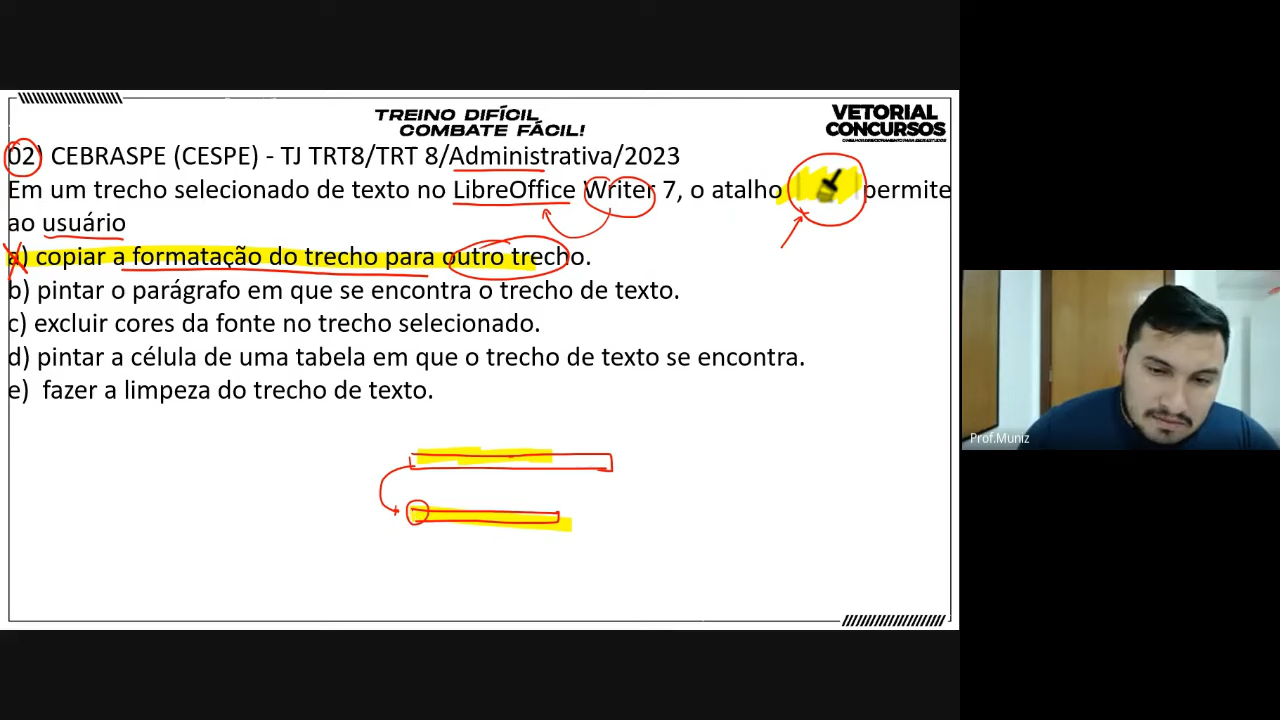 TREINO DIFÍCIL
COMBATE FÁCIL!
VETORIAL
CONCURSOS
02) CEBRASPE (CESPE) - TJ TRT8/TRT 8/Administrativa/2023
Em um trecho selecionado de texto no LibreOffice Writer 7, o atalho permite
ao usuário
a) copiar a formatação do trecho para outro trecho.
b) pintar o parágrafo em que se encontra o trecho de texto.
c) excluir cores da fonte no trecho selecionado.
d) pintar a célula de uma tabela em que o trecho de texto se encontra.
e) fazer a limpeza do trecho de texto.
Prof.Muniz